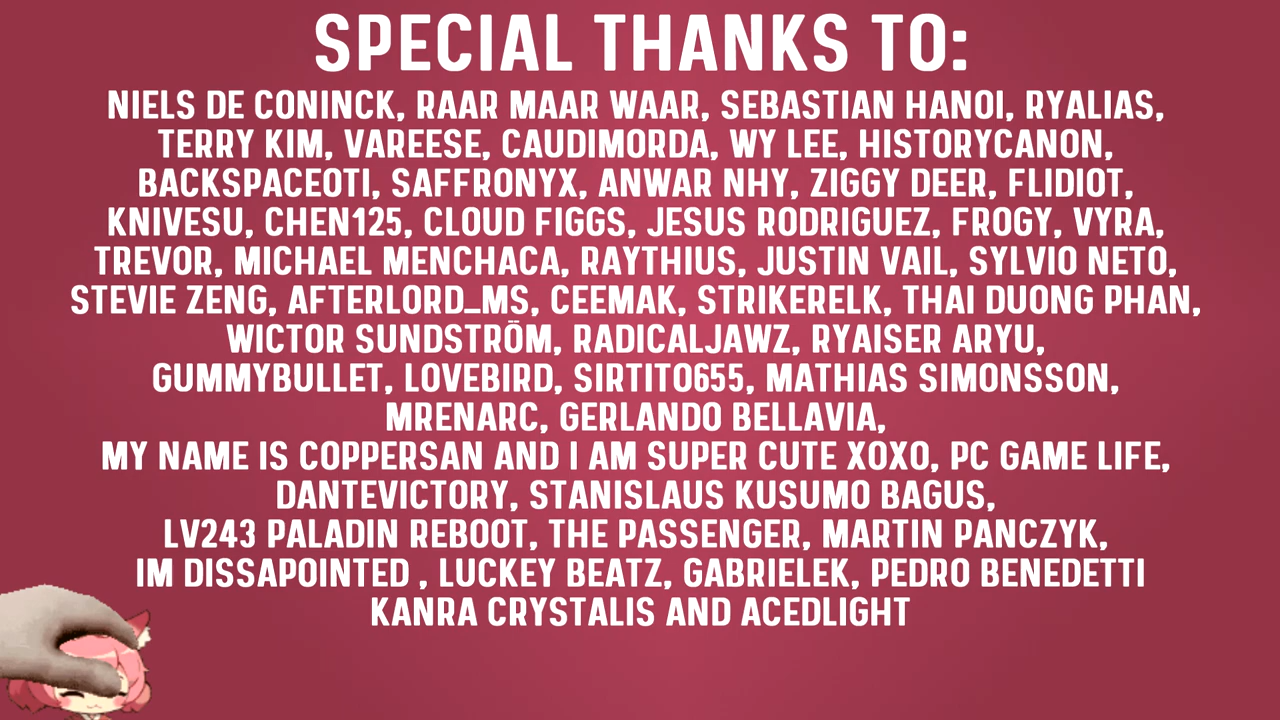 SPECIAL THANKS TO:
NIELS DE CONINCK, RAAR MAAR WAAR, SEBASTIAN HANOI, RYALIAS,
TERRY KIM, VAREESE, CAUDIMORDA, WY LEE, HISTORYCANON,
BACKSPACEOTI, SAFFRONYX, ANWAR NHY, ZIGGY DEER, FLIDIOT,
KNIVESU, CHEN125, CLOUD FIGGS, JESUS RODRIGUEZ, FROGY, VYRA,
TREVOR, MICHAEL MENCHACA, RAYTHIUS, JUSTIN VAIL, SYLVIO NETO,
STEVIE ZENG, AFTERLORD_MS, CEEMAK, STRIKERELK, THAI DUONG PHAN,
WICTOR SUNDSTRÖM, RADICALJAWZ, RYAISER ARYU,
GUMMYBULLET, LOVEBIRD, SIRTITO655, MATHIAS SIMONSSON,
MRENARC, GERLANDO BELLAVIA,
MY NAME IS COPPERSAN AND I AM SUPER CUTE XOXO, PC GAME LIFE,
DANTEVICTORY, STANISLAUS KUSUMO BAGUS,
LV243 PALADIN REBOOT, THE PASSENGER, MARTIN PANCZYK,
IM DISSAPOINTED , LUCKEY BEATZ, GABRIELEK, PEDRO BENEDETTI
KANRA CRYSTALIS AND ACEDLIGHT